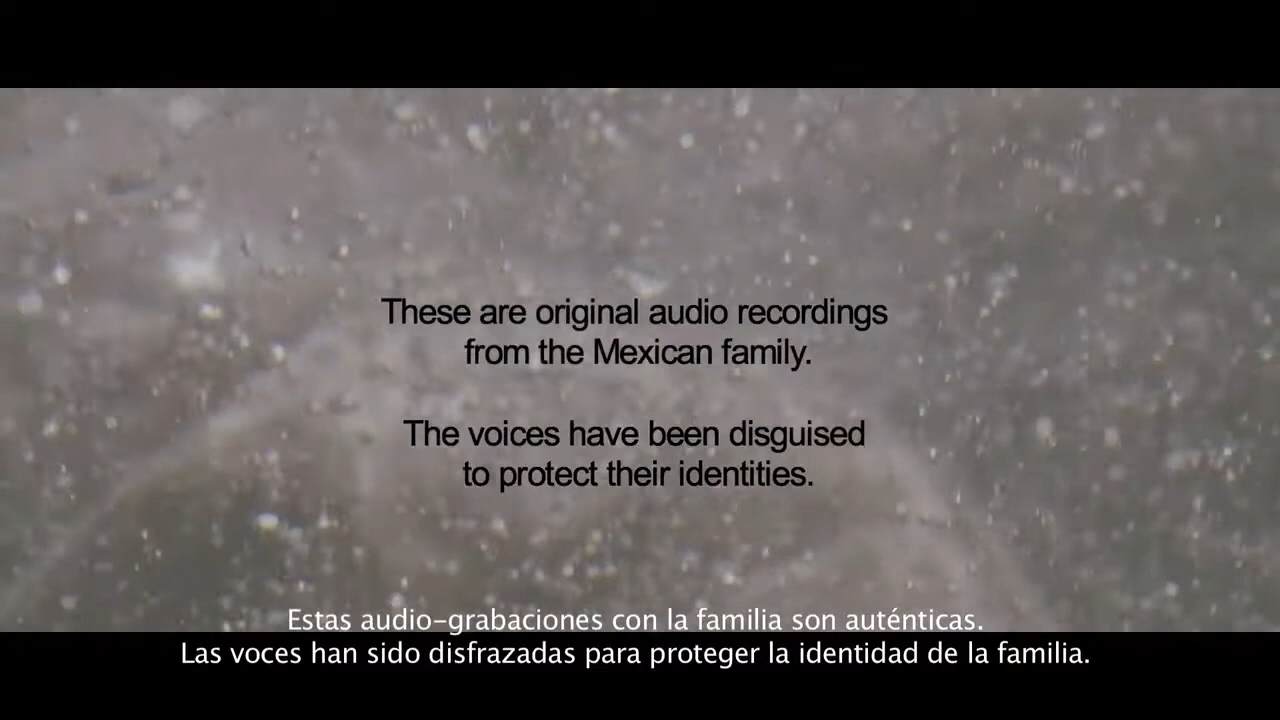 These are original audio recordings
from the Mexican family.
The voices have been disguised
to protect their identities.
Estas audio-grabaciones con la familia son auténticas.
Las voces han sido disfrazadas para proteger la identidad de la familia.